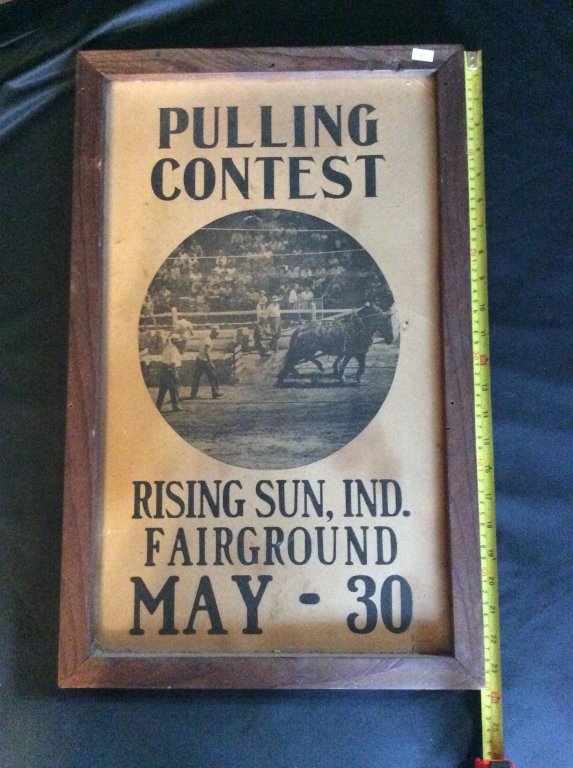 PULLING
CONTEST
RISING SUN, IND.
FAIRGROUND
MAY - 30